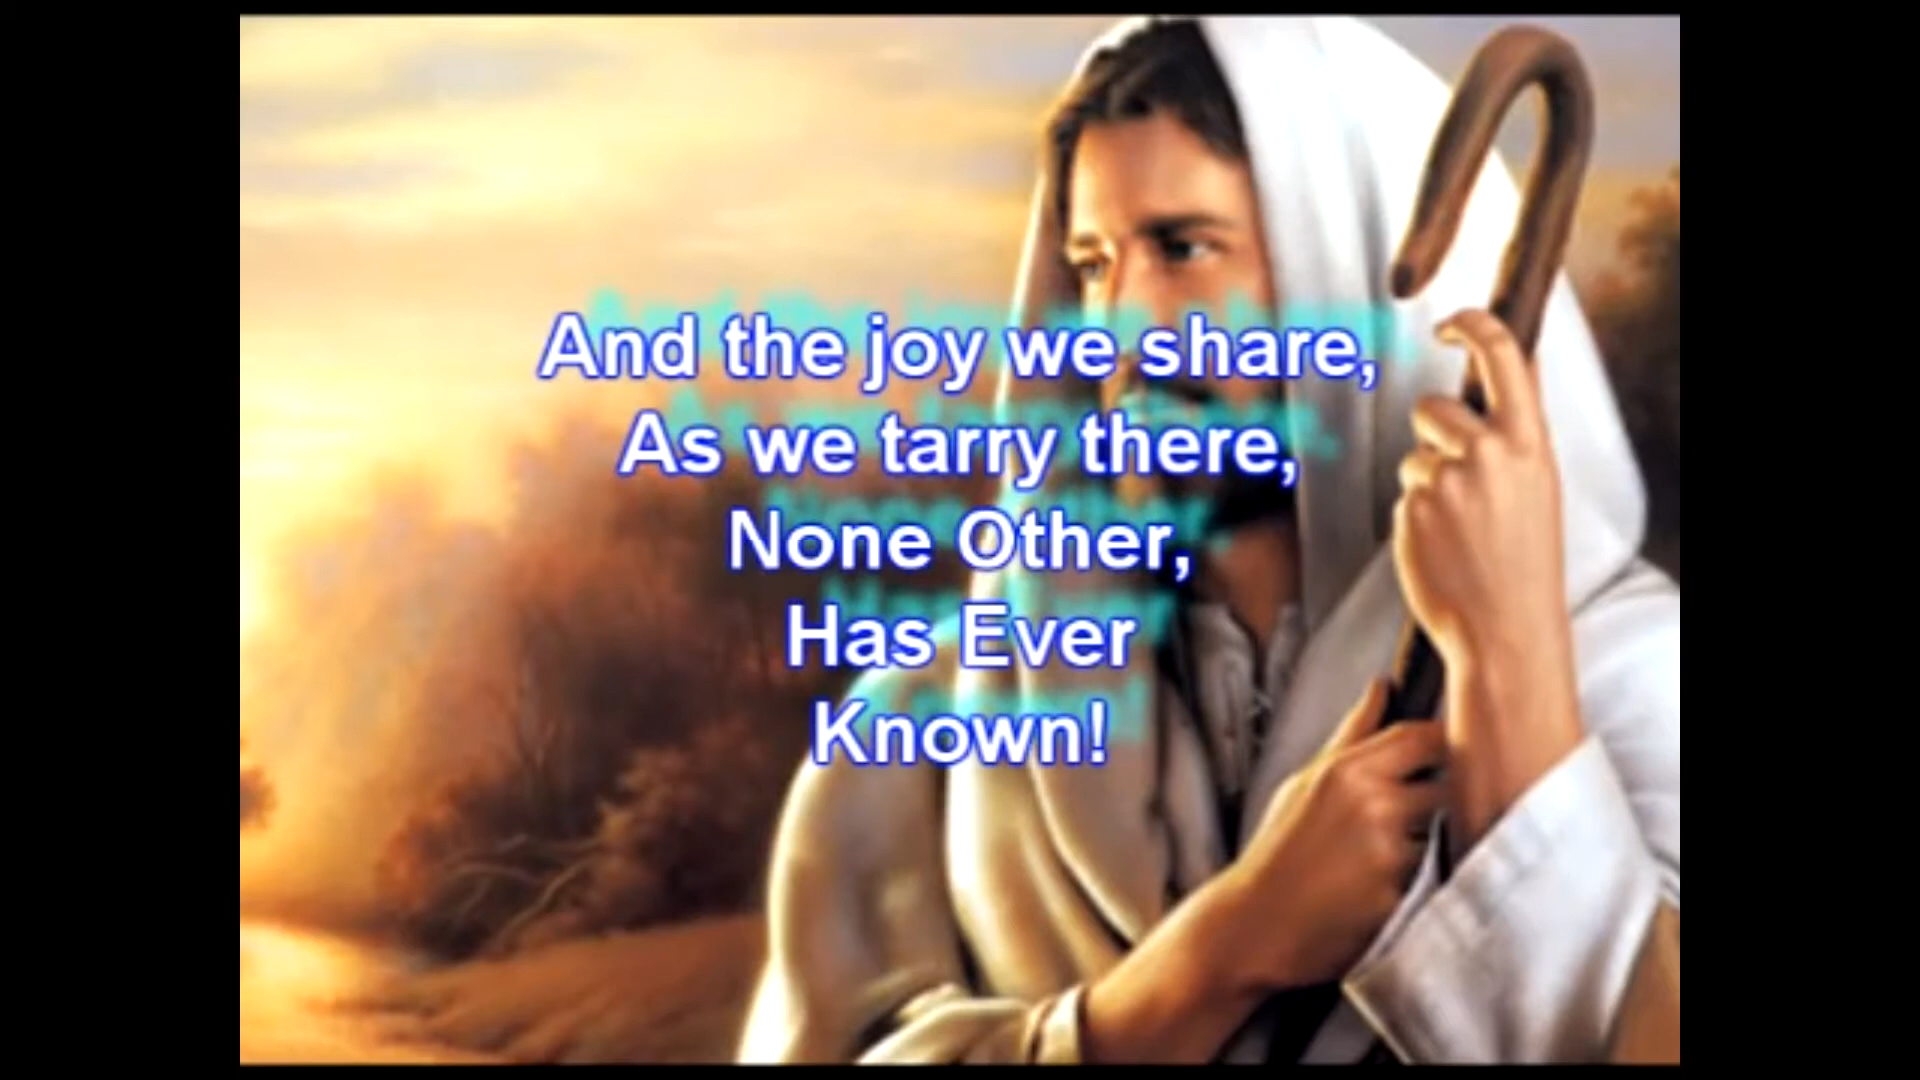 And the joy we share,
As we tarry there,
None Other,
Has Ever
Known!